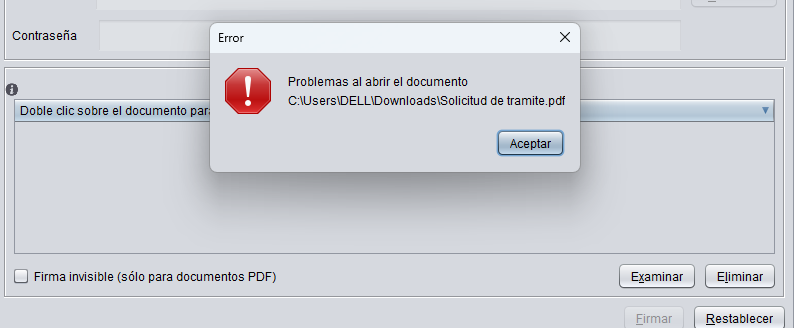 Contraseña
Error
Problemas al abrir el documento
C:\Users\DELL\Downloads\Solicitud de tramite.pdf
Aceptar
Doble clic sobre el documento para
Firma invisible (sólo para documentos PDF)
Examinar
Eliminar
Firmar
Restablecer